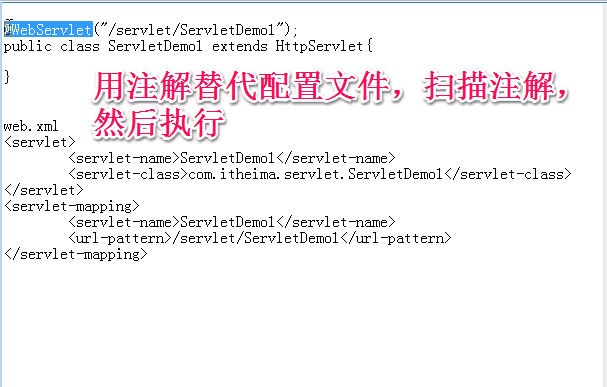 @WebServlet("/servlet/ServletDemo1");
public class ServletDemo1 extends HttpServlet{
}
用注解替代配置文件，扫描注解，
然后执行
web.xml
<servlet>
<servlet-name>ServletDemo1</servlet-name>
<servlet-class>com.itheima.servlet.ServletDemo1</servlet-class>
</servlet>
<servlet-mapping>
<servlet-name>ServletDemo1</servlet-name>
<url-pattern>/servlet/ServletDemo1</url-pattern>
</servlet-mapping>